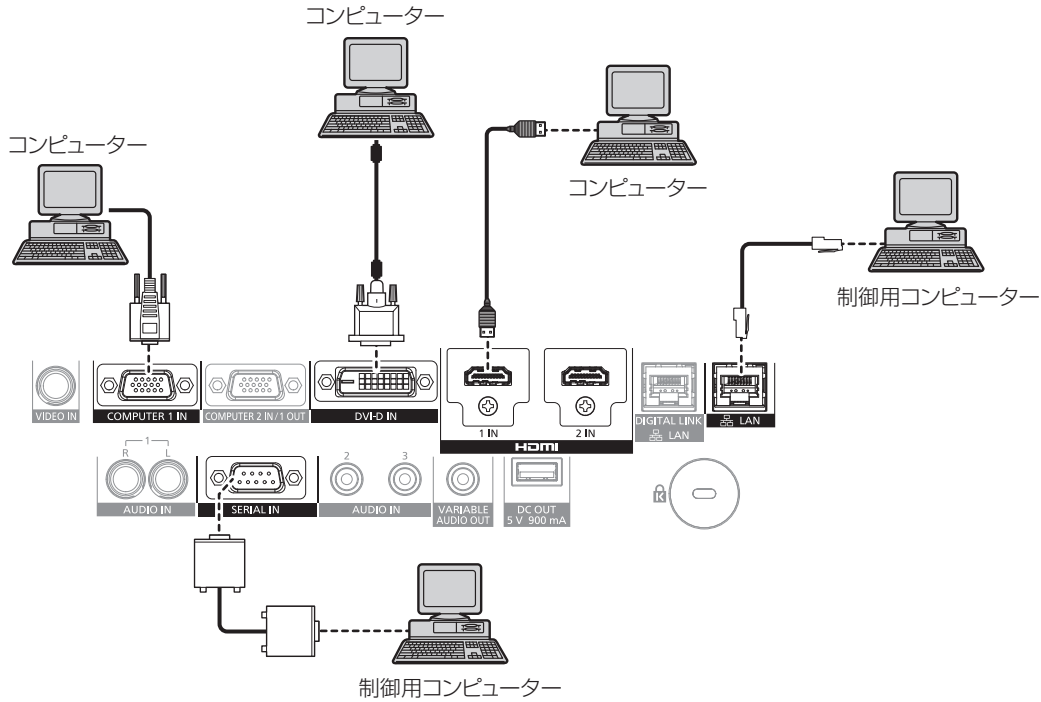 コンピューター
コンピューター
コンピューター
制御用コンピューター
VIDEO IN
COMPUTER 1 IN
COMPUTER 2 IN/1 OUT
DVI-D IN
1 IN
2 IN
HDMI
DIGITAL LINK
LAN
LAN
1
R
L
AUDIO IN
SERIAL IN
2
3
AUDIO IN
VARIABLE
AUDIO OUT
DC OUT
5 V 900 mA
K
制御用コンピューター